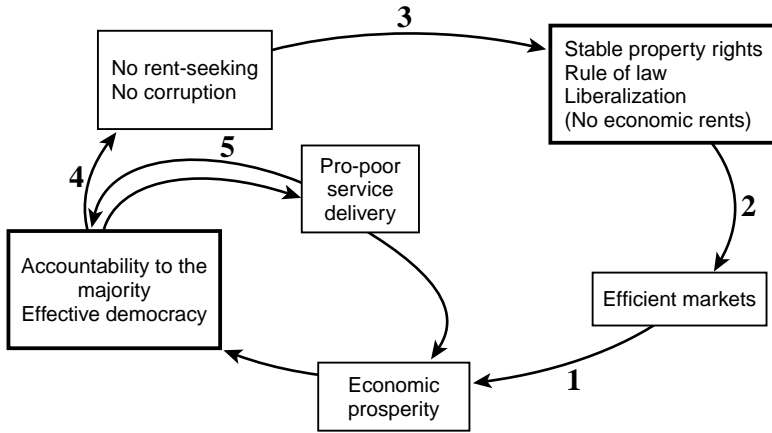 3
No rent-seeking
No corruption
Stable property rights
Rule of law
Liberalization
(No economic rents)
4
5
Pro-poor
service
delivery
2
Accountability to the
majority
Effective democracy
Efficient markets
1
Economic
prosperity